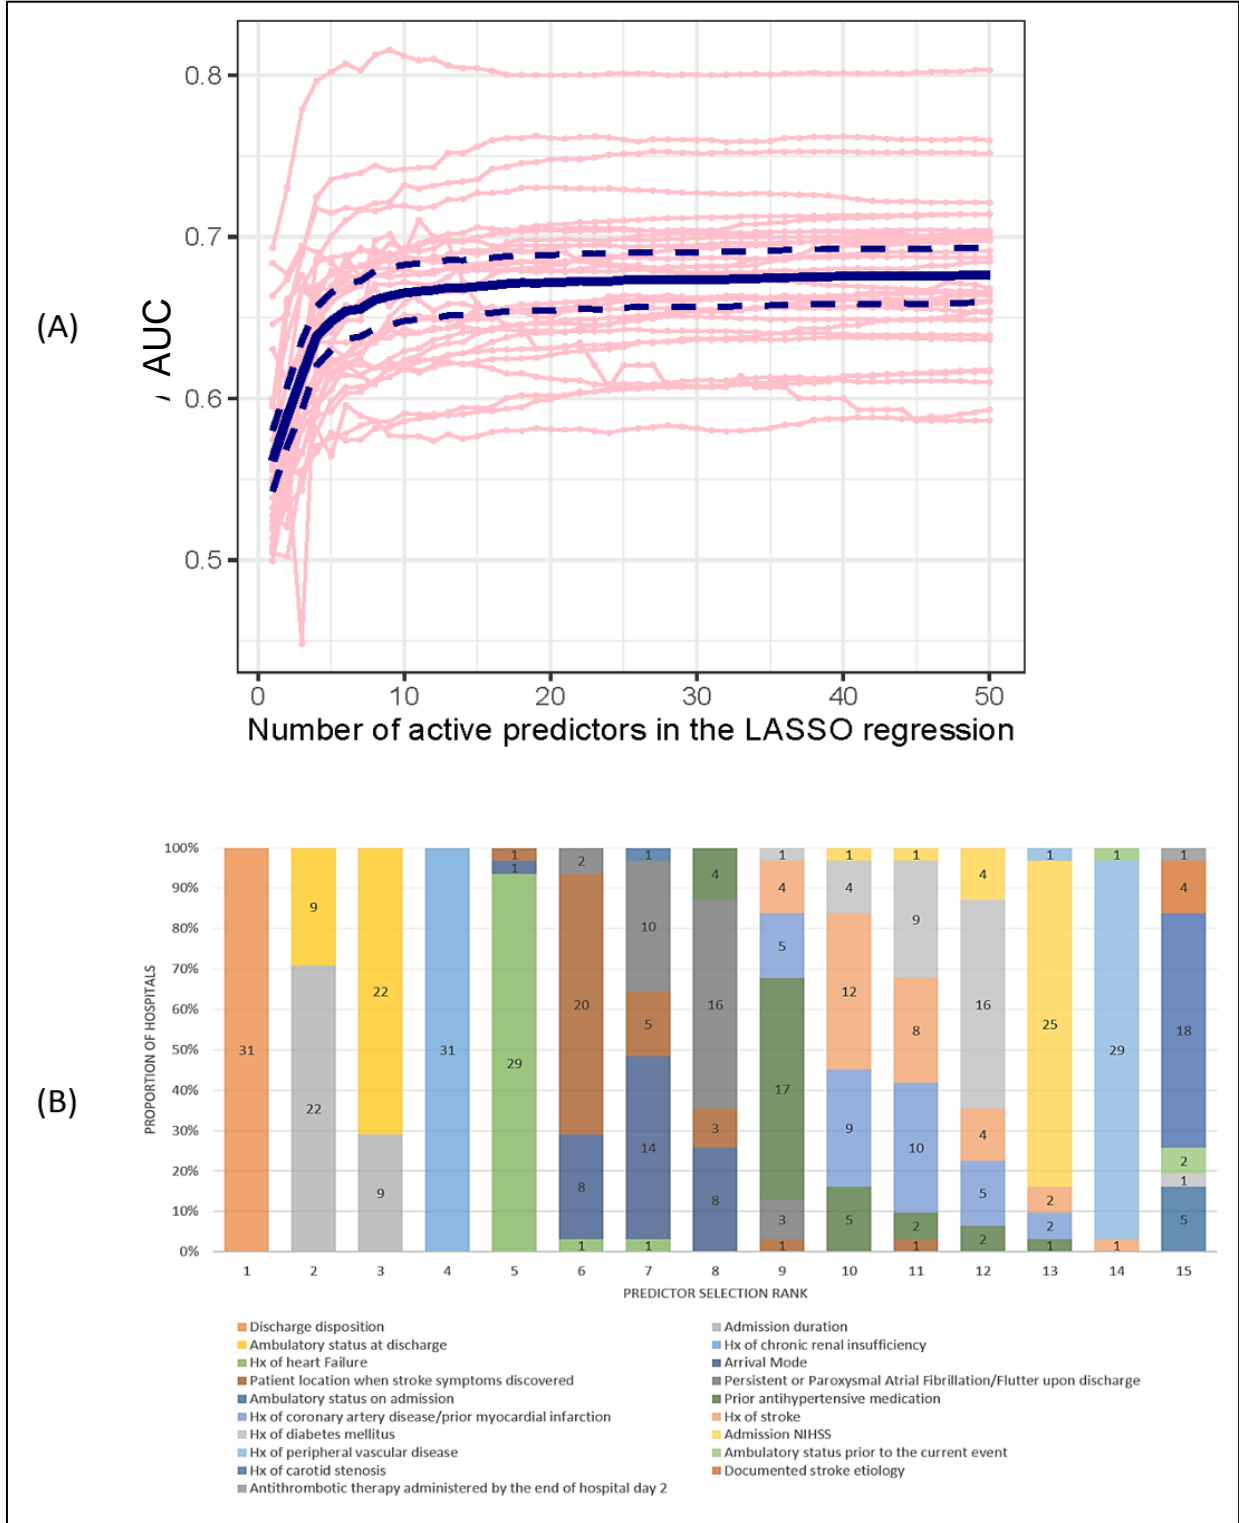 (A)
AUC
0.8
0.7
0.6
0.5
0 10 20 30 40 50
Number of active predictors in the LASSO regression
(B)
PROPORTION OF HOSPITALS
100%
90%
80%
70%
60%
50%
40%
30%
20%
10%
0%
31
9
22
22
9
31
1
1
29
2
20
8
1
1
10
5
14
1
4
16
3
8
1
4
5
17
3
1
1
4
12
9
5
1
9
8
10
2
1
4
16
4
5
2
1
25
2
2
1
1
29
1
1
4
18
2
1
5
1 2 3 4 5 6 7 8 9 10 11 12 13 14 15
PREDICTOR SELECTION RANK
Discharge disposition
Admission duration
Ambulatory status at discharge
Hx of chronic renal insufficiency
Hx of heart Failure
Arrival Mode
Patient location when stroke symptoms discovered
Persistent or Paroxysmal Atrial Fibrillation/Flutter upon discharge
Ambulatory status on admission
Prior antihypertensive medication
Hx of coronary artery disease/prior myocardial infarction
Hx of stroke
Hx of diabetes mellitus
Admission NIHSS
Hx of peripheral vascular disease
Ambulatory status prior to the current event
Hx of carotid stenosis
Documented stroke etiology
Antithrombotic therapy administered by the end of hospital day 2